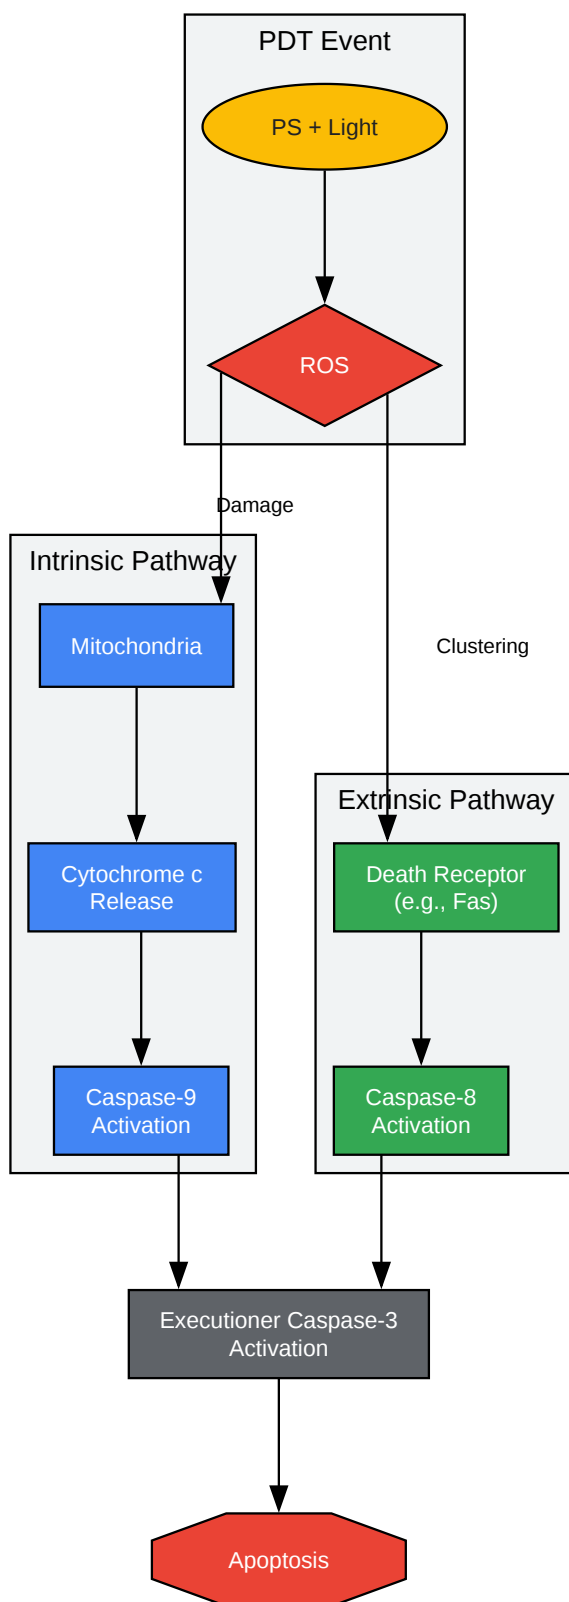 PDT Event
PS + Light
ROS
Damage
Intrinsic Pathway
Mitochondria
Clustering
Extrinsic Pathway
Cytochrome c
Release
Death Receptor
(e.g., Fas)
Caspase-9
Activation
Caspase-8
Activation
Executioner Caspase-3
Activation
Apoptosis